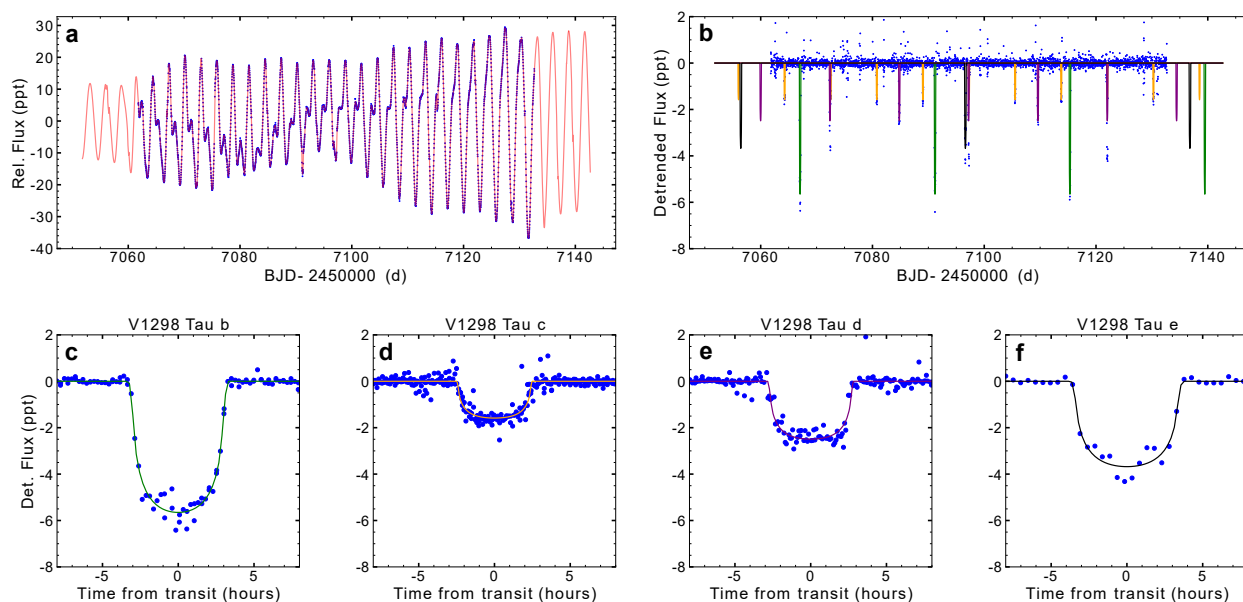 a
30
20
10
0
-10
-20
-30
-40
Rel. Flux (ppt)
7060 7080 7100 7120 7140
BJD- 2450000 (d)
b
2
0
-2
-4
-6
-8
Detrended Flux (ppt)
7060 7080 7100 7120 7140
BJD- 2450000 (d)
V1298 Tau b
c
2
0
-2
-4
-6
-8
Det. Flux (ppt)
-5 0 5
Time from transit (hours)
V1298 Tau c
d
2
0
-2
-4
-6
-8
-5 0 5
Time from transit (hours)
V1298 Tau d
e
2
0
-2
-4
-6
-8
-5 0 5
Time from transit (hours)
V1298 Tau e
f
2
0
-2
-4
-6
-8
-5 0 5
Time from transit (hours)